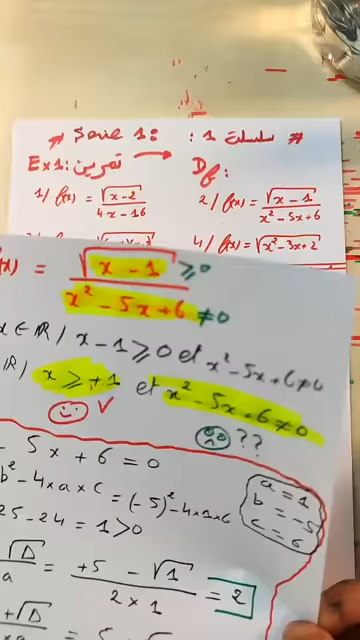 # Serie 1: : 1 سلسلة #
Ex1: تمرين → Df:
1/ f(x) = √(x-2) / (4x-16)
2/ f(x) = √(x-1) / (x²-5x+6)
4/ f(x) = √(x²-3x+2)
(x) = √(x-1) ≥0 / (x²-5x+6) ≠0
x ∈ ℝ / x-1 ≥ 0 et x²-5x+6 ≠ 0
ℝ / x ≥ +1 et x²-5x+6 ≠ 0
??
- 5x + 6 = 0
b² - 4×a×c = (-5)² - 4×1×6
a = 1
b = -5
c = 6
25 - 24 = 1 > 0
√Δ / a = (+5 - √1) / (2×1) = 2
+√Δ